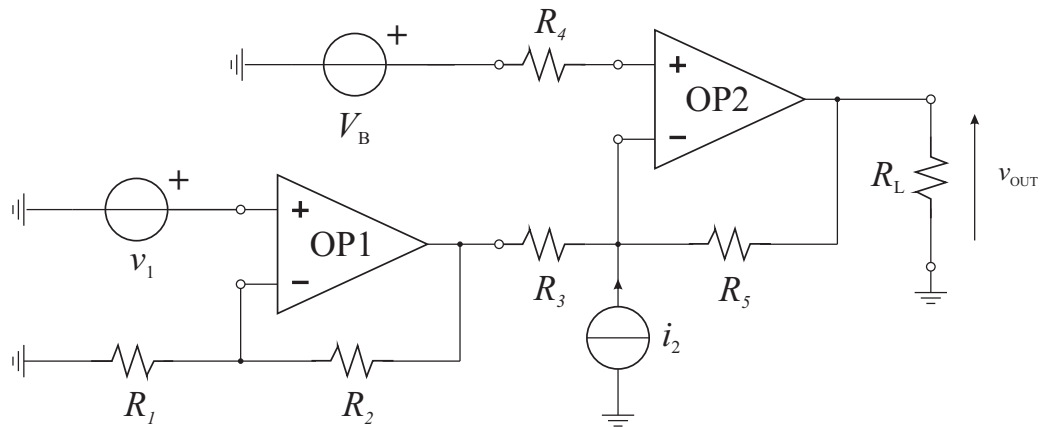 R4
+
+
OP2
−
VB
RL
vOUT
+
v1
+
OP1
−
R3
R5
i2
R1
R2